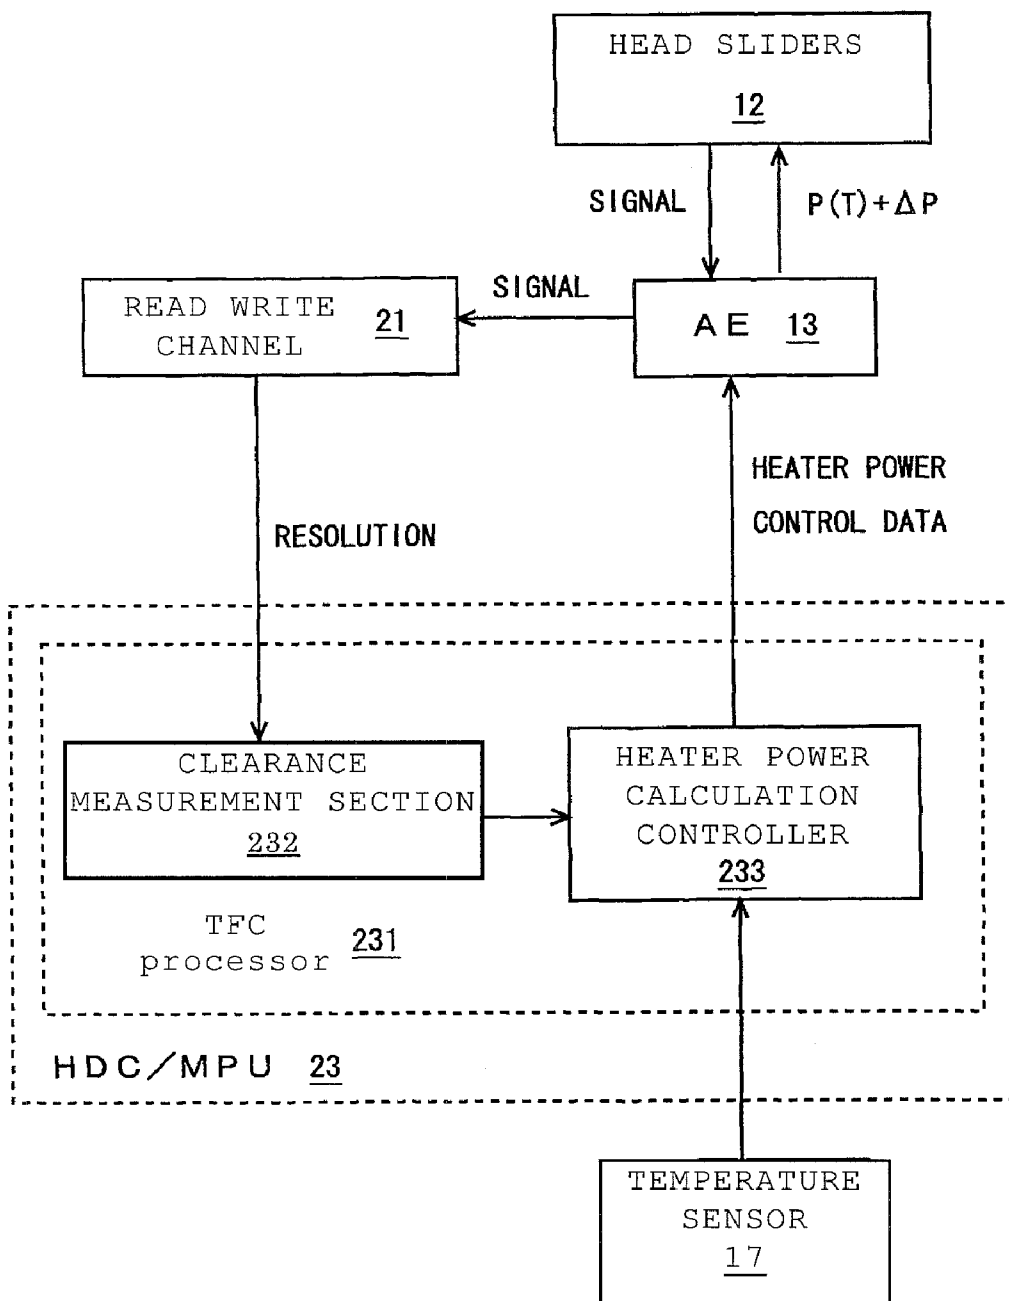 HEAD SLIDERS
12
SIGNAL
P(T)+ΔP
SIGNAL
READ WRITE
CHANNEL
21
AE 13
HEATER POWER
CONTROL DATA
RESOLUTION
CLEARANCE
MEASUREMENT SECTION
232
HEATER POWER
CALCULATION
CONTROLLER
233
TFC
processor
231
HDC/MPU 23
TEMPERATURE
SENSOR
17